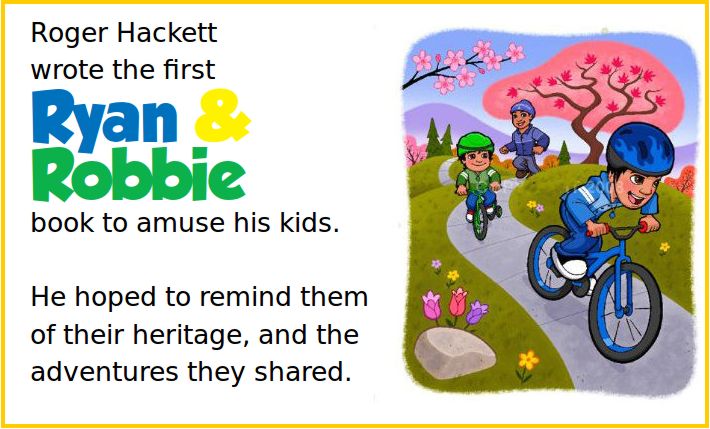 Roger Hackett
wrote the first
Ryan &
Robbie
book to amuse his kids.
He hoped to remind them
of their heritage, and the
adventures they shared.